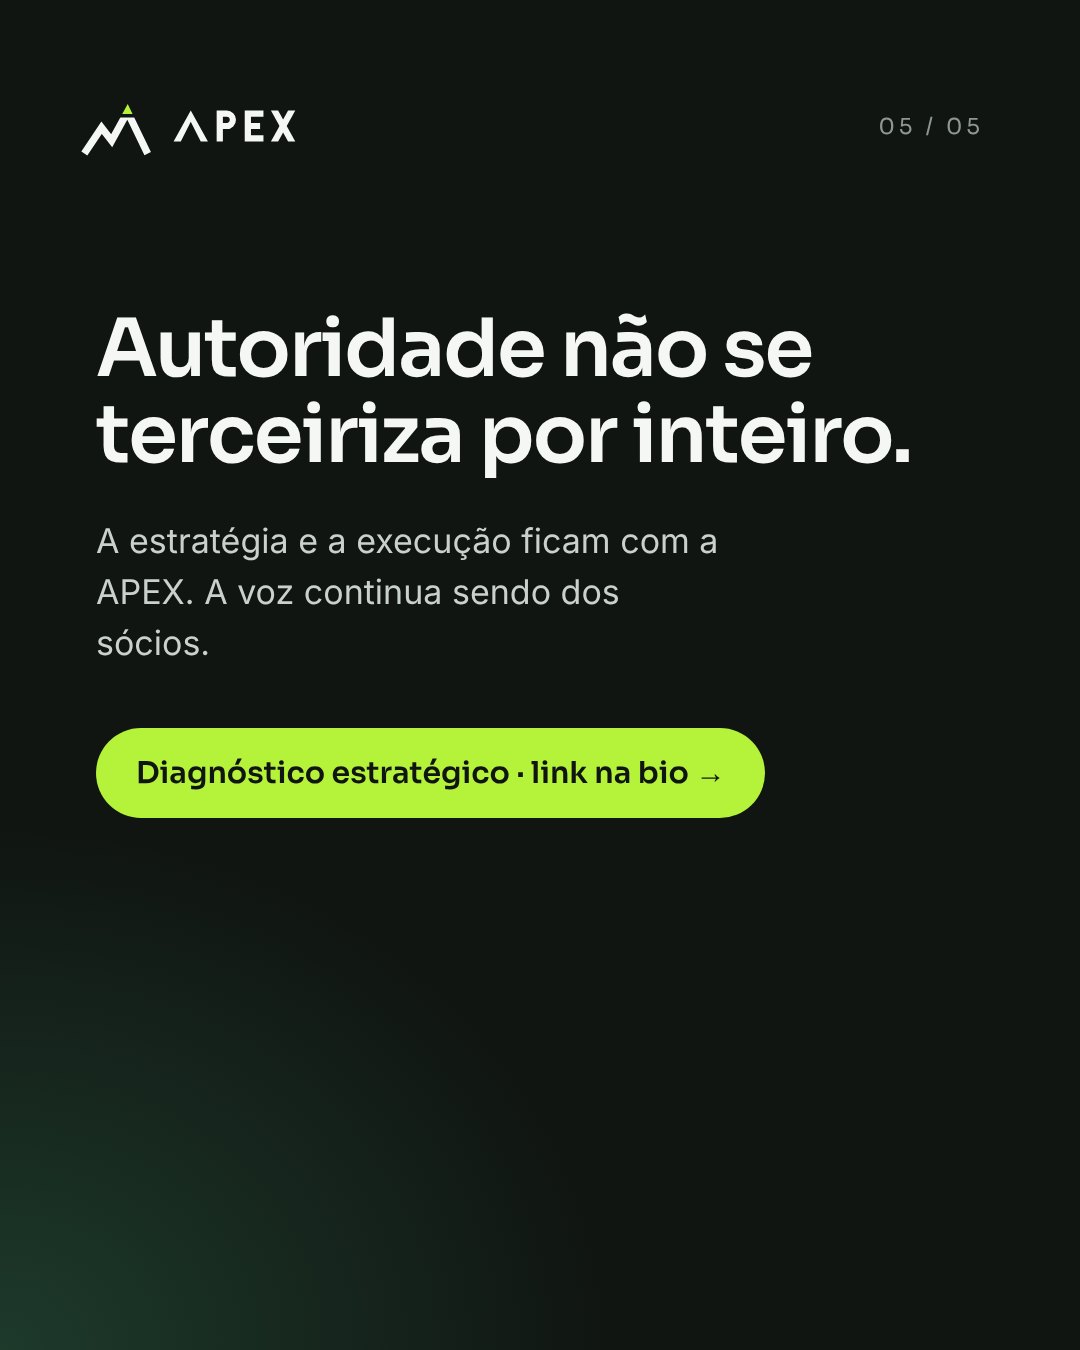 APEX
05 / 05
Autoridade não se
terceiriza por inteiro.
A estratégia e a execução ficam com a
APEX. A voz continua sendo dos
sócios.
Diagnóstico estratégico · link na bio →